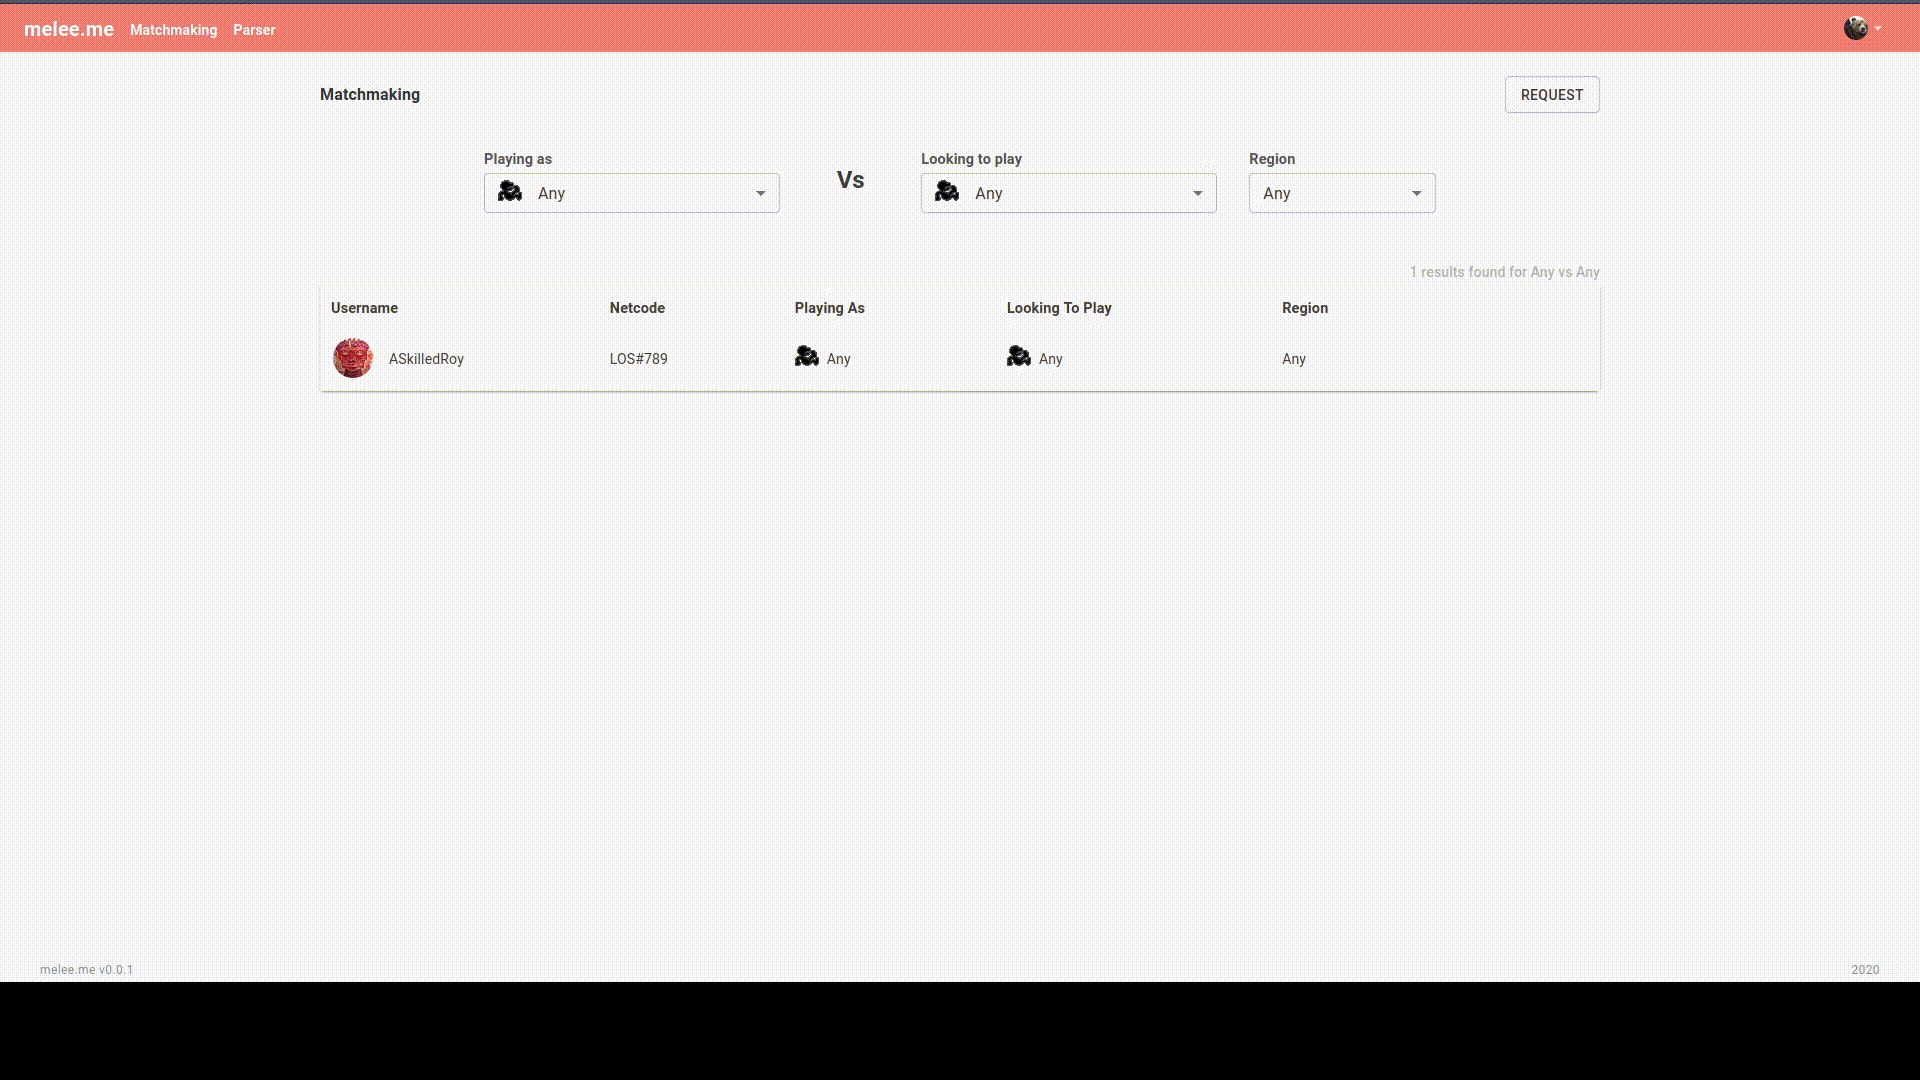 melee.me Matchmaking Parser
Matchmaking
REQUEST
Playing as
Any
Vs
Looking to play
Any
Region
Any
1 results found for Any vs Any
Username Netcode Playing As Looking To Play Region
ASkilledRoy LOS#789 Any Any Any
melee.me v0.0.1
2020